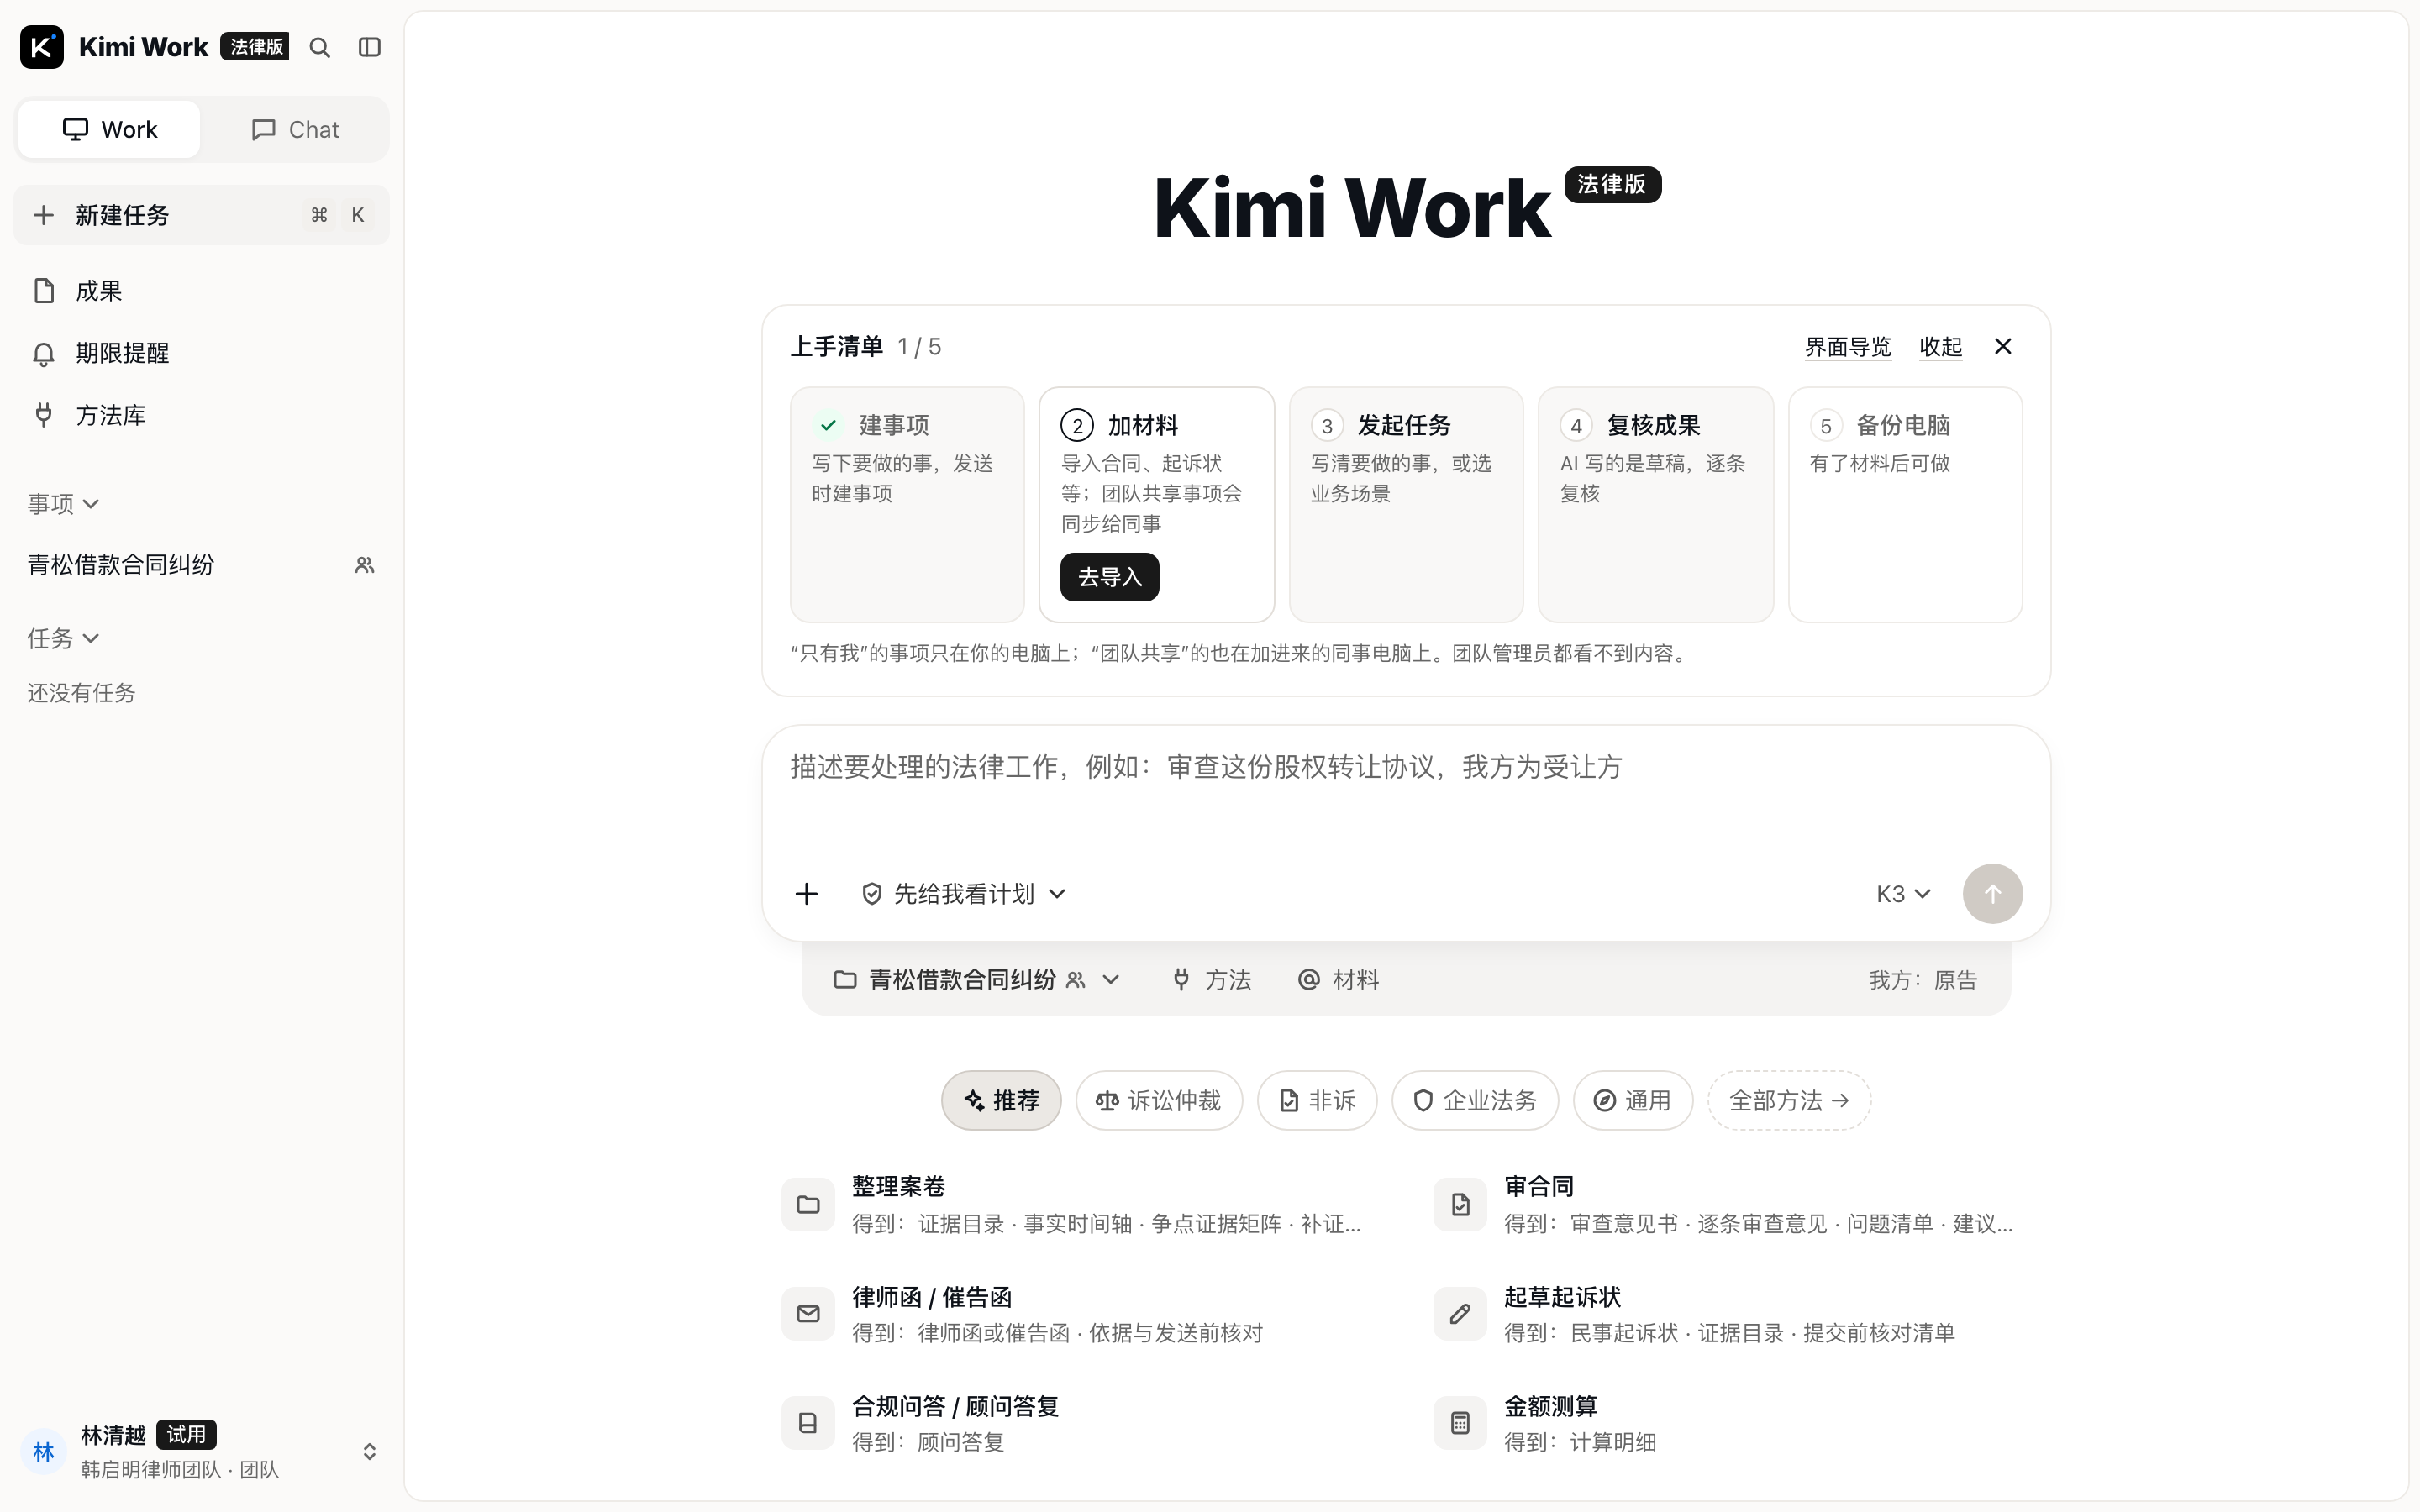 Kimi Work 法律版
Work
Chat
新建任务 ⌘ K
成果
期限提醒
方法库
事项
青松借款合同纠纷
任务
还没有任务
林 林清越 试用
韩启明律师团队 · 团队
Kimi Work 法律版
上手清单 1 / 5
界面导览 收起
建事项
写下要做的事，发送
时建事项
2 加材料
导入合同、起诉状
等；团队共享事项会
同步给同事
去导入
3 发起任务
写清要做的事，或选
业务场景
4 复核成果
AI 写的是草稿，逐条
复核
5 备份电脑
有了材料后可做
“只有我”的事项只在你的电脑上；“团队共享”的也在加进来的同事电脑上。团队管理员都看不到内容。
描述要处理的法律工作，例如：审查这份股权转让协议，我方为受让方
先给我看计划
K3
青松借款合同纠纷 方法 @ 材料 我方：原告
推荐 诉讼仲裁 非诉 企业法务 通用 全部方法 →
整理案卷
得到：证据目录 · 事实时间轴 · 争点证据矩阵 · 补证...
审合同
得到：审查意见书 · 逐条审查意见 · 问题清单 · 建议...
律师函 / 催告函
得到：律师函或催告函 · 依据与发送前核对
起草起诉状
得到：民事起诉状 · 证据目录 · 提交前核对清单
合规问答 / 顾问答复
得到：顾问答复
金额测算
得到：计算明细